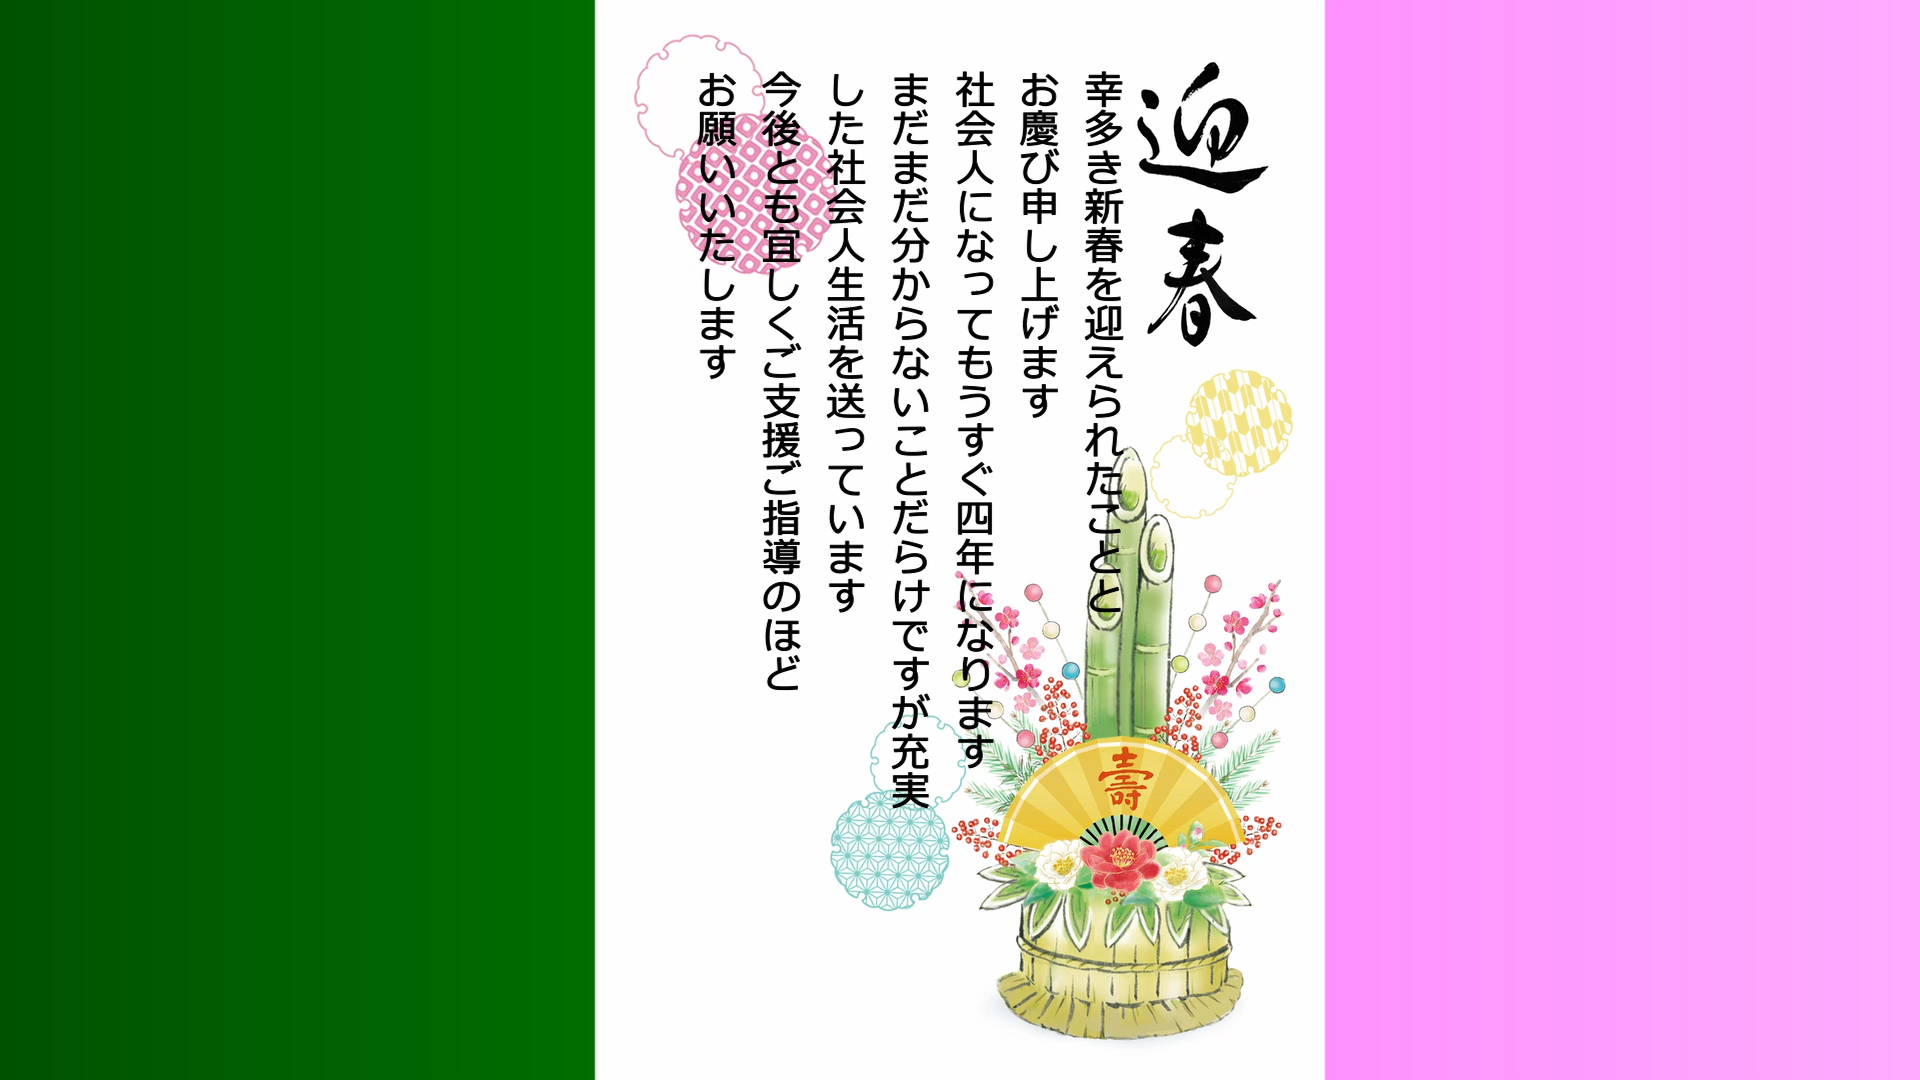 迎春
幸多き新春を迎えられたことと
お慶び申し上げます
社会人になってもうすぐ四年になります
まだまだ分からないことだらけですが充実
した社会人生活を送っています
今後とも宜しくご支援ご指導のほど
お願いいたします
壽